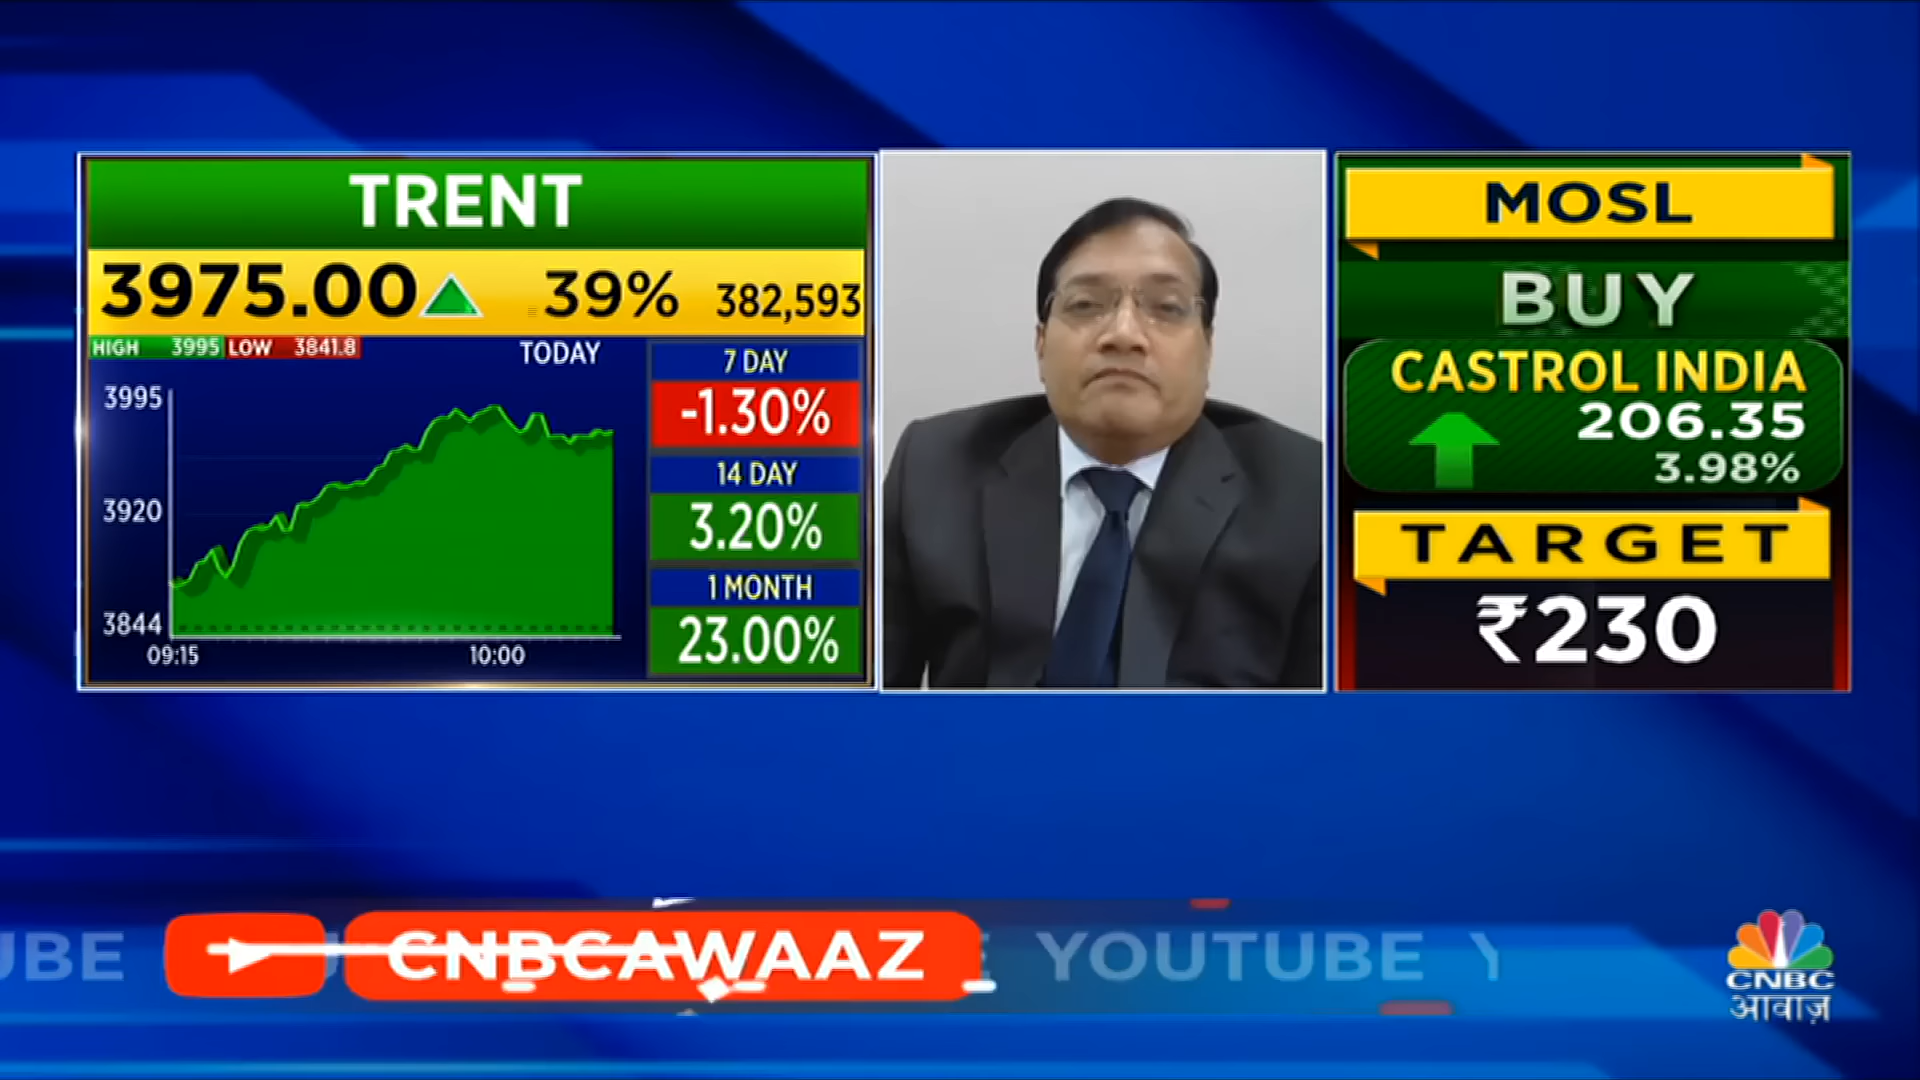 TRENT
3975.00 39% 382,593
HIGH 3995 LOW 3841.8
TODAY
3995
3920
3844
09:15 10:00
7 DAY
-1.30%
14 DAY
3.20%
1 MONTH
23.00%
MOSL
BUY
CASTROL INDIA
206.35
3.98%
TARGET
₹230
UBE CNBCAWAAZ E YOUTUBE Y
CNBC
आवाज़